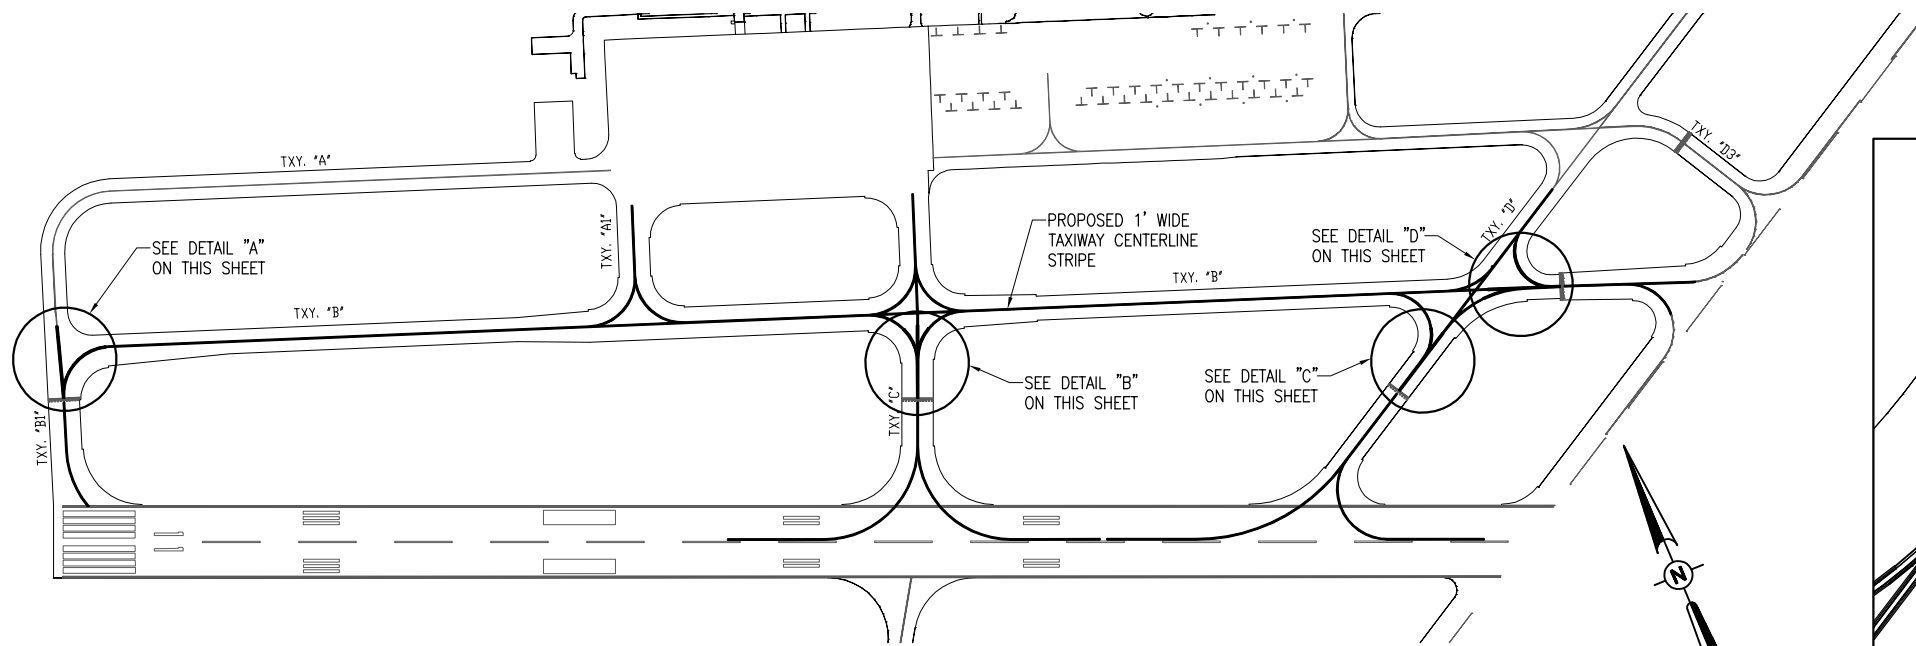 TXY. "A"
TXY. "D3"
SEE DETAIL "A"
ON THIS SHEET
TXY. "A1"
PROPOSED 1' WIDE
TAXIWAY CENTERLINE
STRIPE
SEE DETAIL "D"
ON THIS SHEET
TXY. "D"
TXY. "B"
TXY. "B"
SEE DETAIL "B"
ON THIS SHEET
SEE DETAIL "C"
ON THIS SHEET
TXY. "B1"
TXY. "C"
N